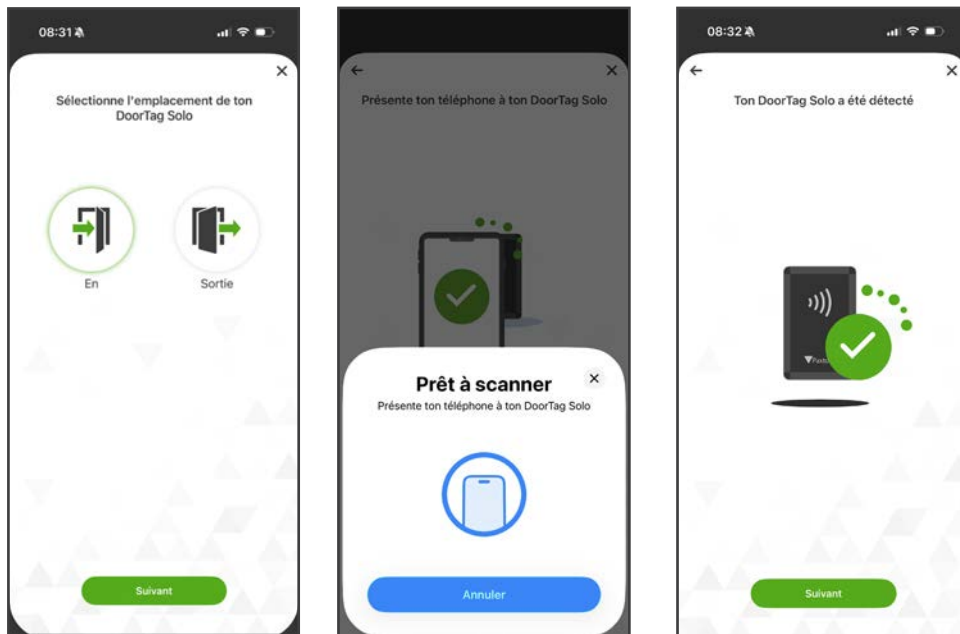 08:31
Sélectionne l'emplacement de ton
DoorTag Solo
En
Sortie
Suivant
Présente ton téléphone à ton DoorTag Solo
Prêt à scanner
Présente ton téléphone à ton DoorTag Solo
Annuler
08:32
Ton DoorTag Solo a été détecté
Suivant